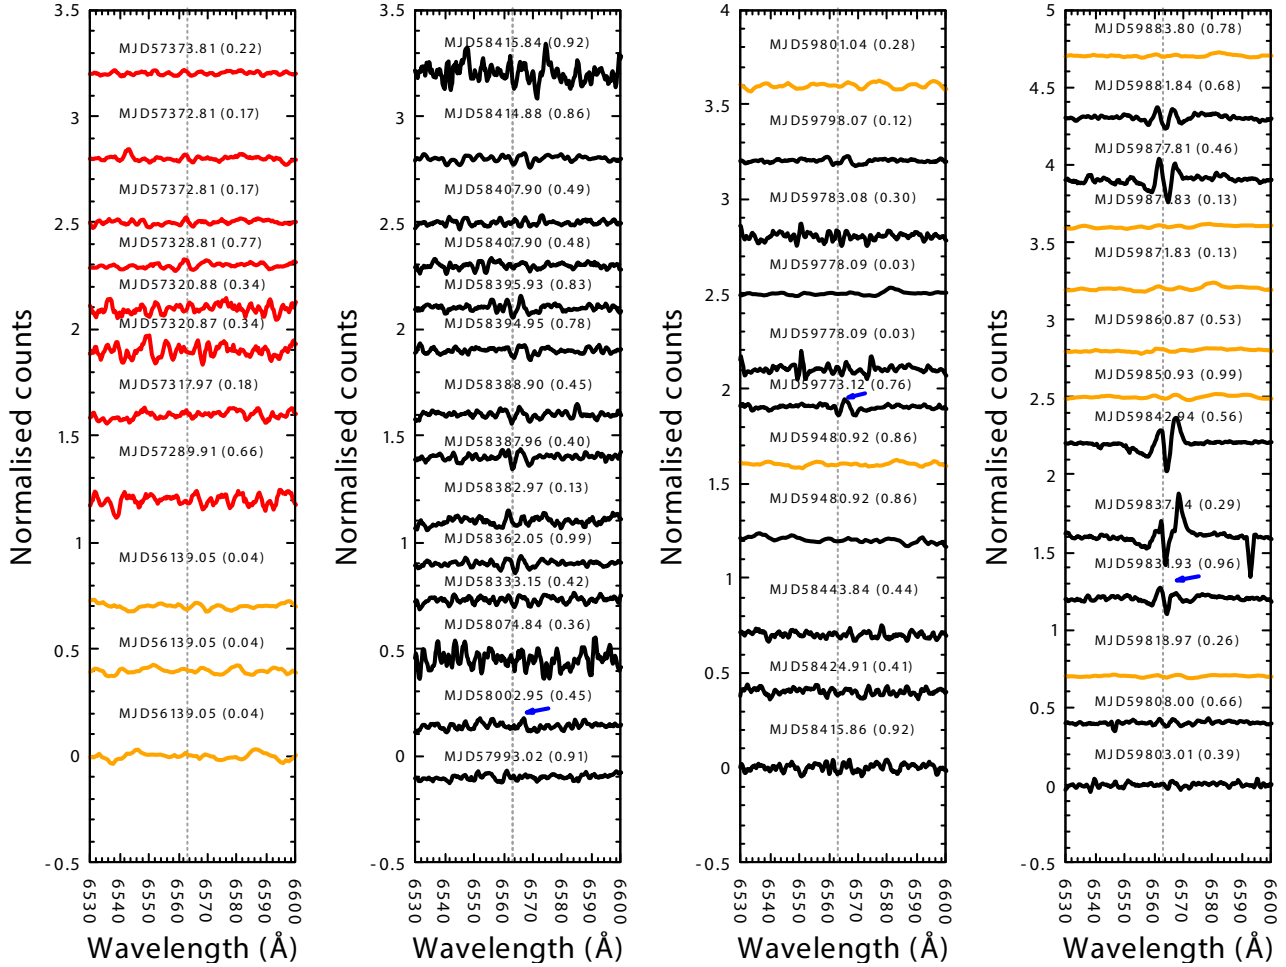 Normalised counts
3.5
3
2.5
2
1.5
1
0.5
0
-0.5
MJD57373.81 (0.22)
MJD57372.81 (0.17)
MJD57372.81 (0.17)
MJD57328.81 (0.77)
MJD57320.88 (0.34)
MJD57320.87 (0.34)
MJD57317.97 (0.18)
MJD57289.91 (0.66)
MJD56139.05 (0.04)
MJD56139.05 (0.04)
MJD56139.05 (0.04)
6530
6540
6550
6560
6570
6580
6590
6600
Wavelength (Å)
Normalised counts
3.5
3
2.5
2
1.5
1
0.5
0
-0.5
MJD58415.84 (0.92)
MJD58414.88 (0.86)
MJD58407.90 (0.49)
MJD58407.90 (0.48)
MJD58395.93 (0.83)
MJD58394.95 (0.78)
MJD58388.90 (0.45)
MJD58387.96 (0.40)
MJD58382.97 (0.13)
MJD58362.05 (0.99)
MJD58333.15 (0.42)
MJD58074.84 (0.36)
MJD58002.95 (0.45)
MJD57993.02 (0.91)
6530
6540
6550
6560
6570
6580
6590
6600
Wavelength (Å)
Normalised counts
4
3.5
3
2.5
2
1.5
1
0.5
0
-0.5
MJD59801.04 (0.28)
MJD59798.07 (0.12)
MJD59783.08 (0.30)
MJD59778.09 (0.03)
MJD59778.09 (0.03)
MJD59773.12 (0.76)
MJD59480.92 (0.86)
MJD59480.92 (0.86)
MJD58443.84 (0.44)
MJD58424.91 (0.41)
MJD58415.86 (0.92)
6530
6540
6550
6560
6570
6580
6590
6600
Wavelength (Å)
Normalised counts
5
4.5
4
3.5
3
2.5
2
1.5
1
0.5
0
-0.5
MJD59883.80 (0.78)
MJD59881.84 (0.68)
MJD59877.81 (0.46)
MJD59871.83 (0.13)
MJD59871.83 (0.13)
MJD59860.87 (0.53)
MJD59850.93 (0.99)
MJD59842.94 (0.56)
MJD59837.94 (0.29)
MJD59831.93 (0.96)
MJD59818.97 (0.26)
MJD59808.00 (0.66)
MJD59803.01 (0.39)
6530
6540
6550
6560
6570
6580
6590
6600
Wavelength (Å)